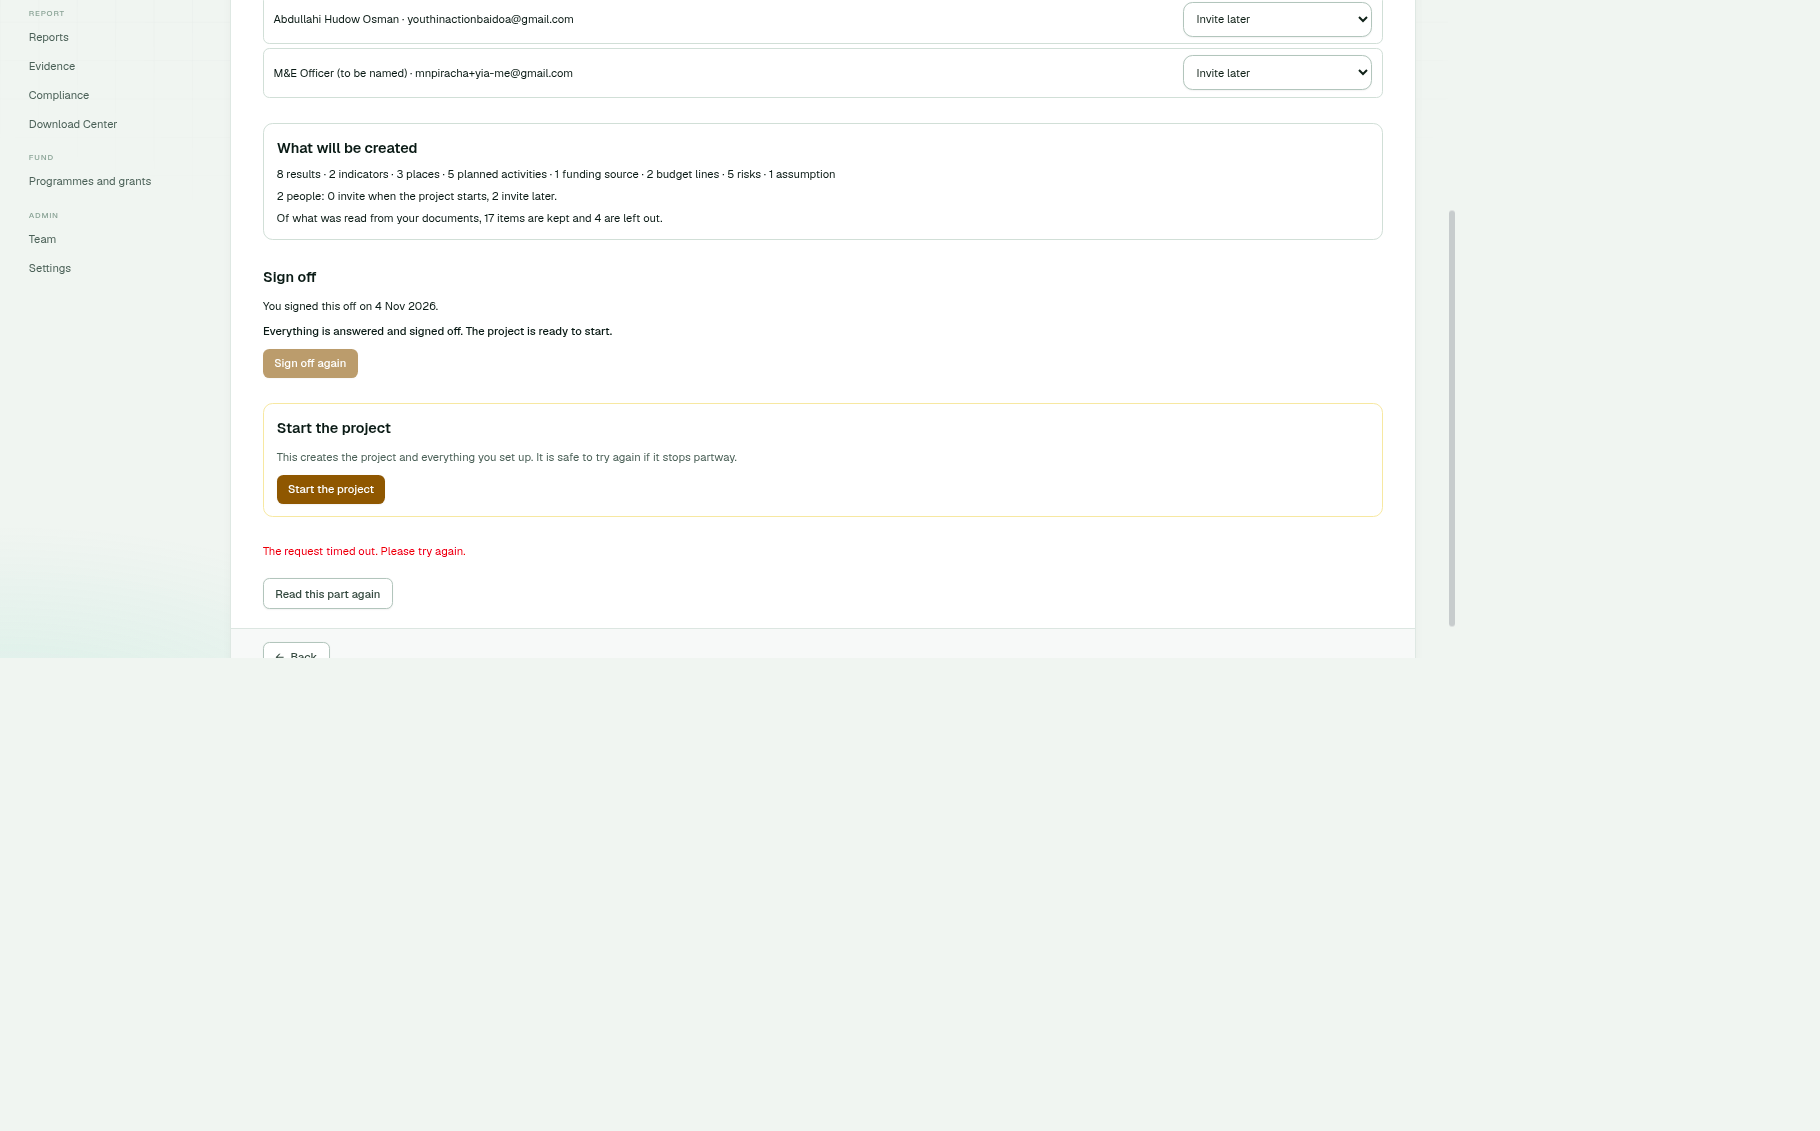 REPORT
Reports
Evidence
Compliance
Download Center
FUND
Programmes and grants
ADMIN
Team
Settings
Abdullahi Hudow Osman · youthinactionbaidoa@gmail.com
Invite later
M&E Officer (to be named) · mnpiracha+yia-me@gmail.com
Invite later
What will be created
8 results · 2 indicators · 3 places · 5 planned activities · 1 funding source · 2 budget lines · 5 risks · 1 assumption
2 people: 0 invite when the project starts, 2 invite later.
Of what was read from your documents, 17 items are kept and 4 are left out.
Sign off
You signed this off on 4 Nov 2026.
Everything is answered and signed off. The project is ready to start.
Sign off again
Start the project
This creates the project and everything you set up. It is safe to try again if it stops partway.
Start the project
The request timed out. Please try again.
Read this part again
← Back